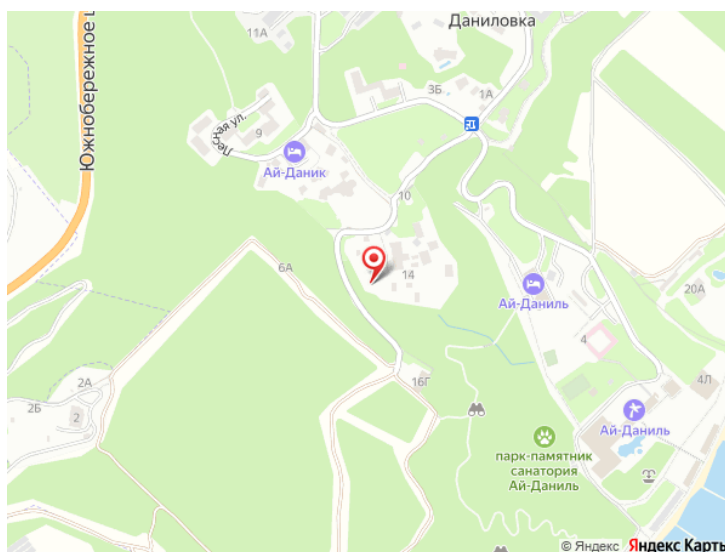 Даниловка
11А
Южнобережное ш
3Б
1А
Лесная ул.
9
Ай-Даник
10
6А
14
Ай-Даниль
20А
4
2А
2Б
2
16Г
4Л
Ай-Даниль
парк-памятник
санатория
Ай-Даниль
© Яндекс Яндекс Карты